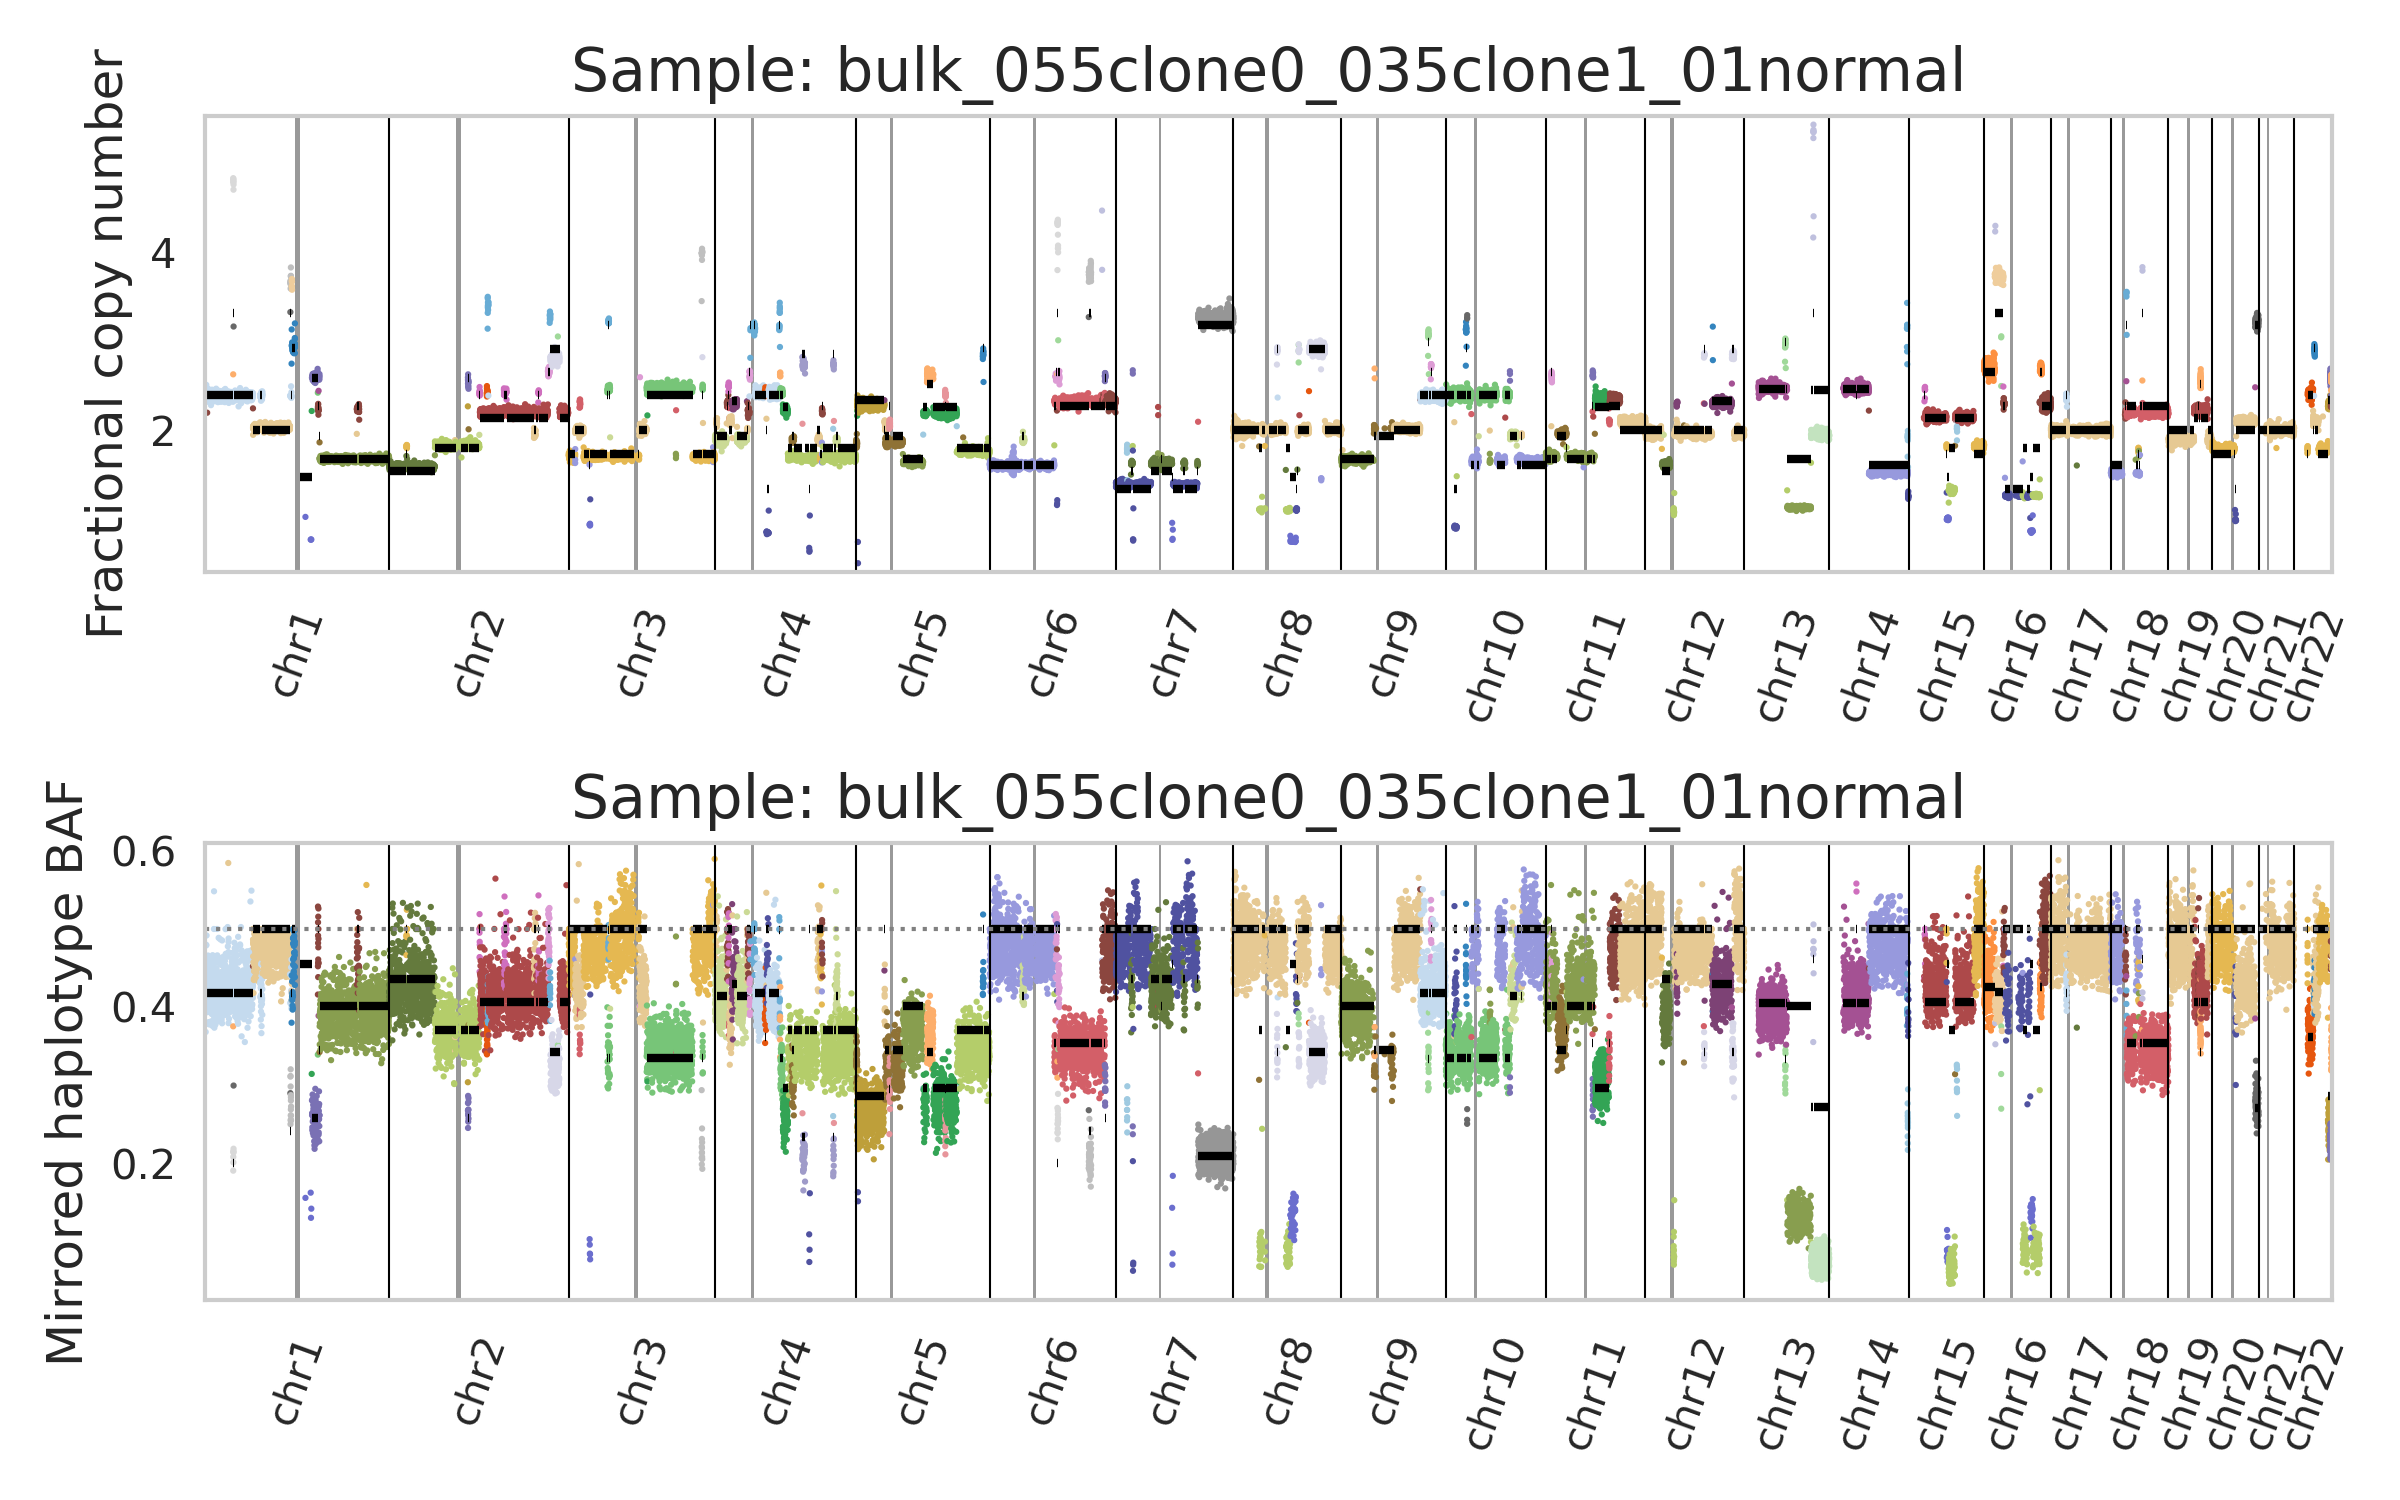 Sample: bulk_055clone0_035clone1_01normal
Fractional copy number
4
2
chr1 chr2 chr3 chr4 chr5 chr6 chr7 chr8 chr9 chr10 chr11 chr12 chr13 chr14 chr15 chr16 chr17 chr18 chr19 chr20 chr21 chr22
Sample: bulk_055clone0_035clone1_01normal
Mirrored haplotype BAF
0.6
0.4
0.2
chr1 chr2 chr3 chr4 chr5 chr6 chr7 chr8 chr9 chr10 chr11 chr12 chr13 chr14 chr15 chr16 chr17 chr18 chr19 chr20 chr21 chr22